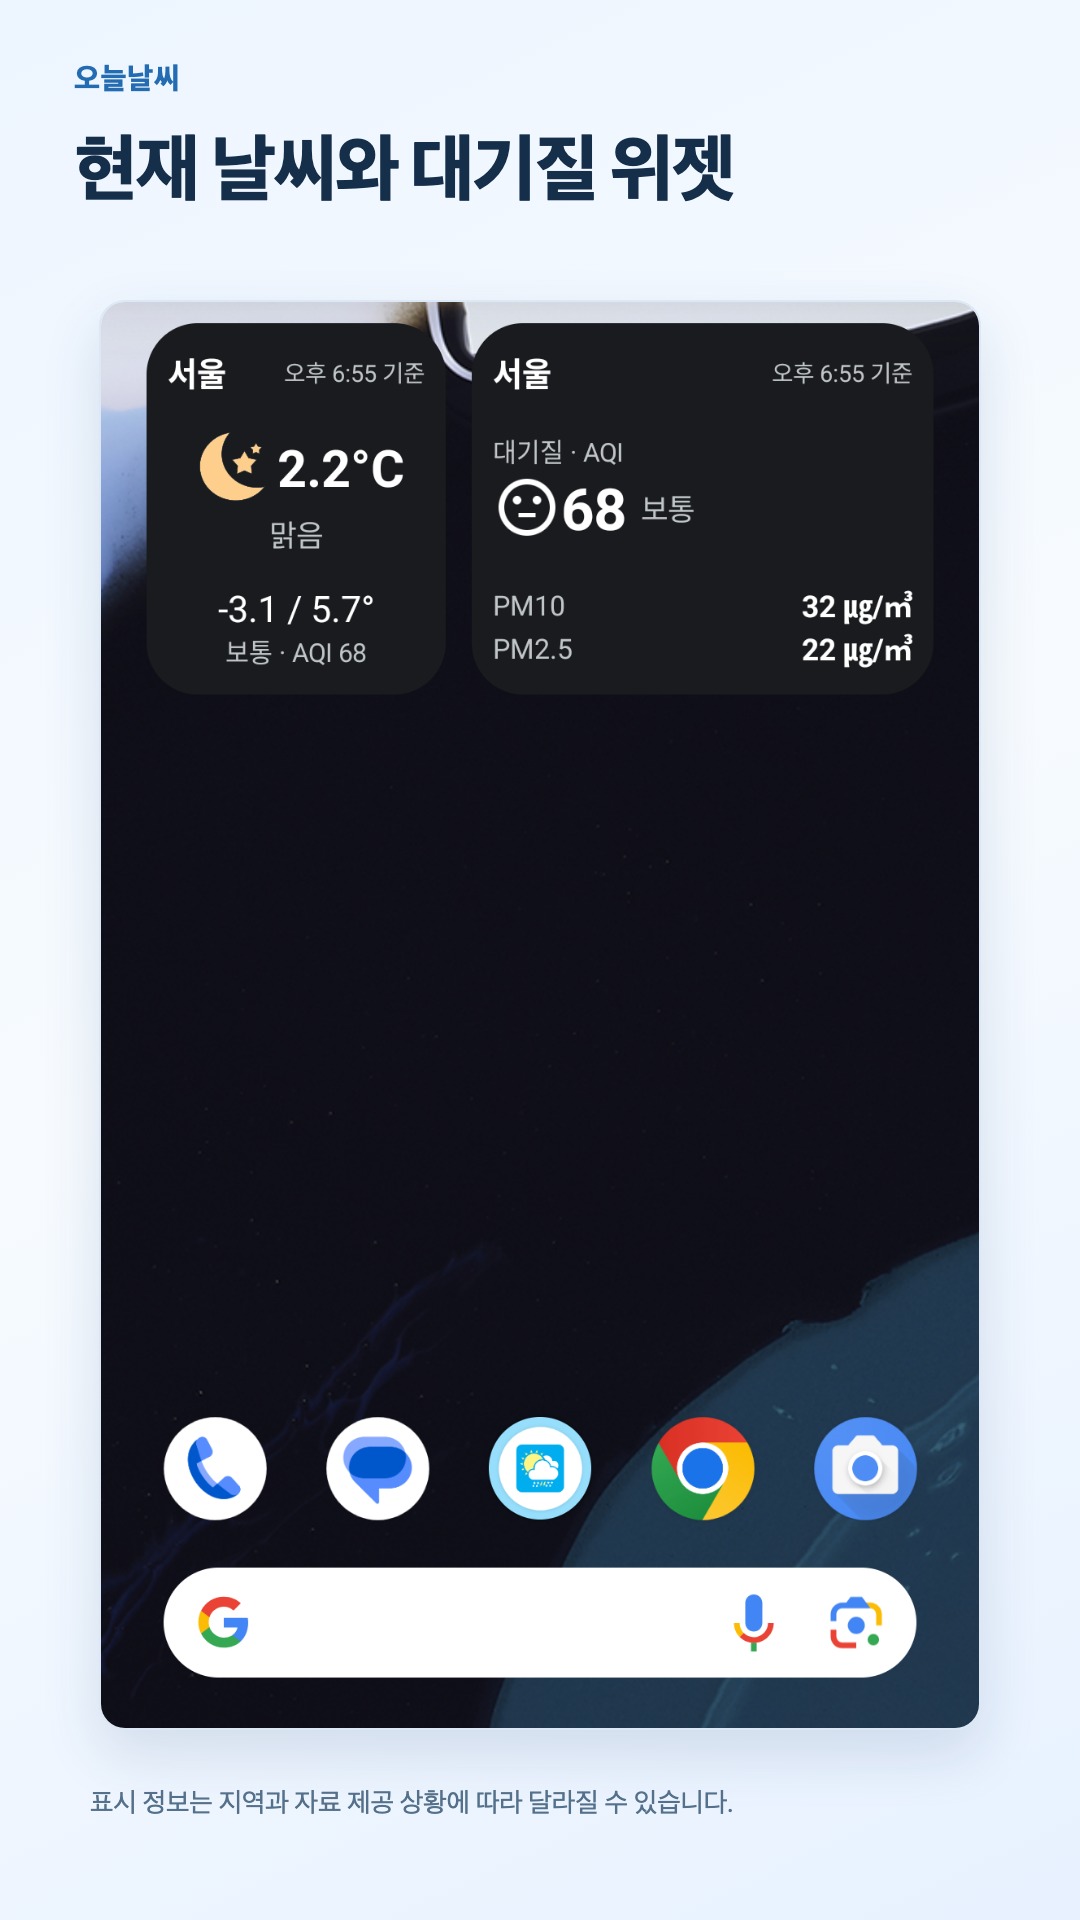 오늘날씨
현재 날씨와 대기질 위젯
서울 오후 6:55 기준
2.2°C
맑음
-3.1 / 5.7°
보통 · AQI 68
서울 오후 6:55 기준
대기질 · AQI
68 보통
PM10 32 µg/㎥
PM2.5 22 µg/㎥
표시 정보는 지역과 자료 제공 상황에 따라 달라질 수 있습니다.